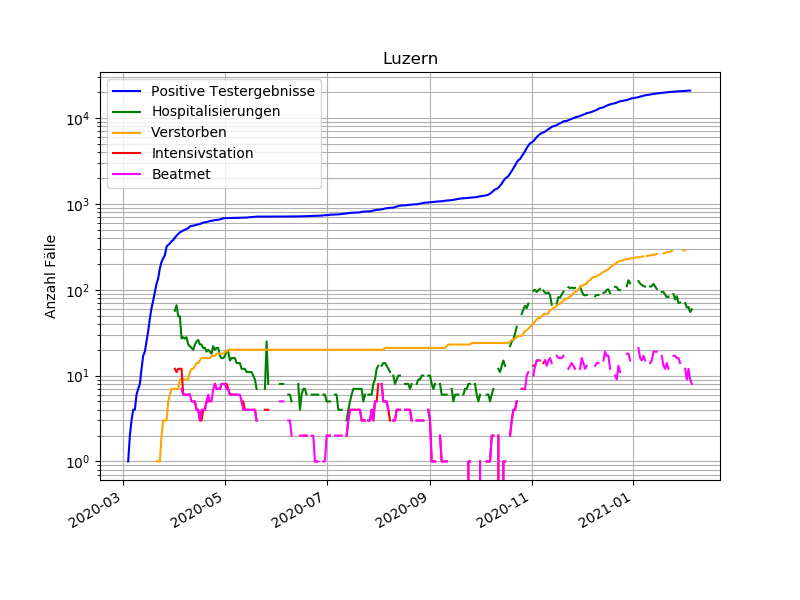 Luzern
Positive Testergebnisse
Hospitalisierungen
Verstorben
Intensivstation
Beatmet
Anzahl Fälle
10^4
10^3
10^2
10^1
10^0
2020-03
2020-05
2020-07
2020-09
2020-11
2021-01